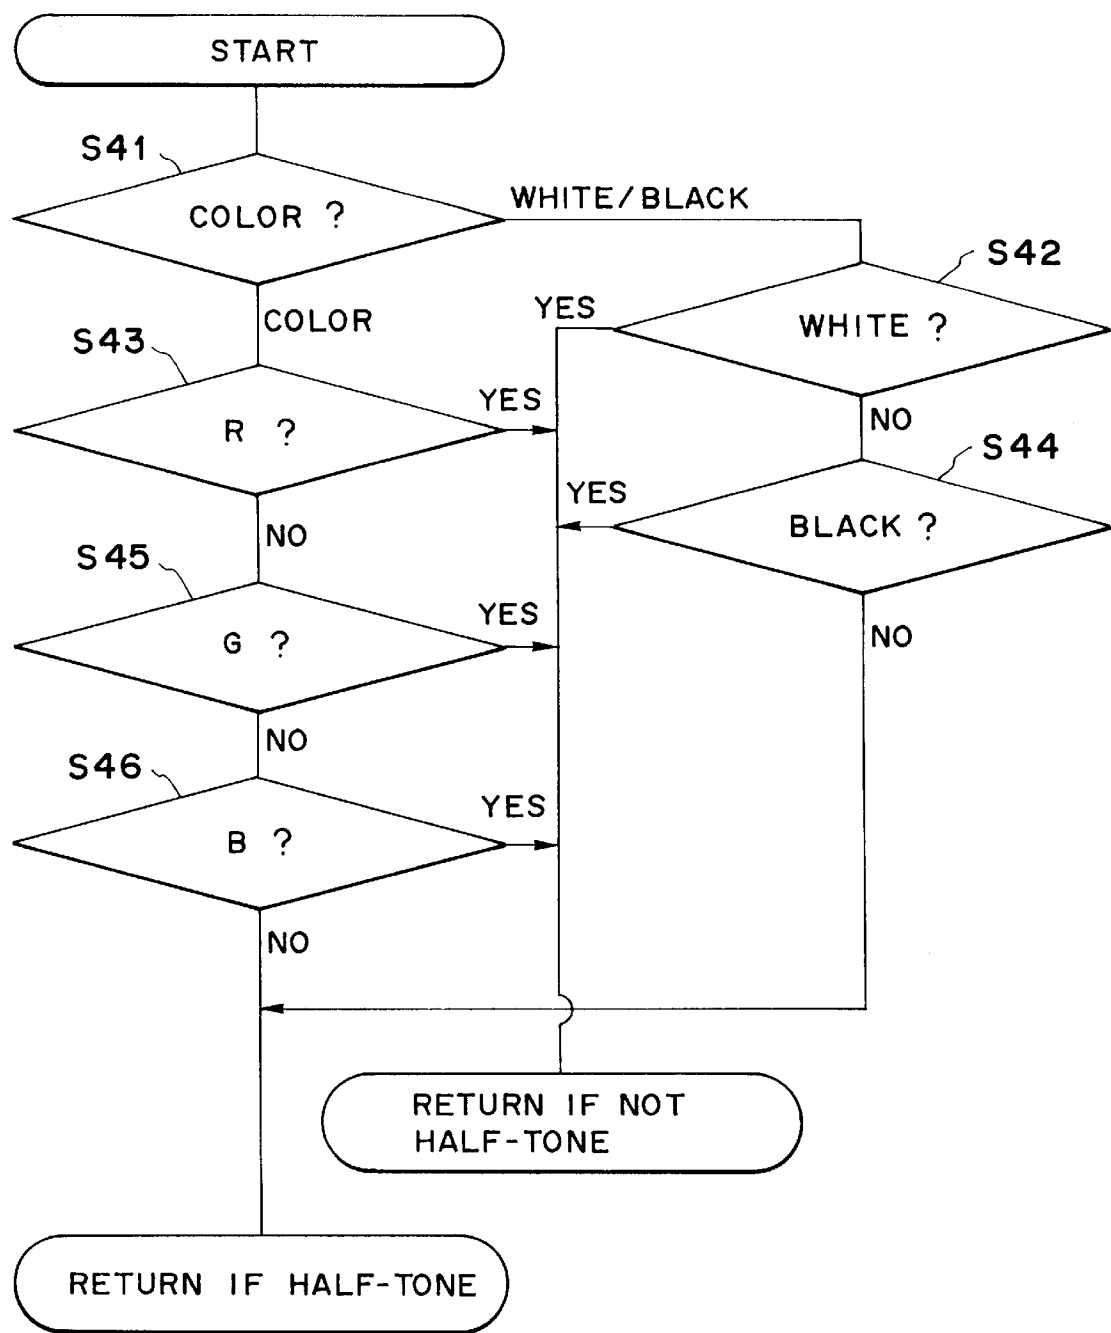 START
S41
COLOR ?
WHITE/BLACK
S42
YES
WHITE ?
COLOR
S43
R ?
YES
NO
S44
YES
BLACK ?
NO
S45
G ?
YES
NO
NO
S46
B ?
YES
NO
RETURN IF NOT
HALF-TONE
RETURN IF HALF-TONE